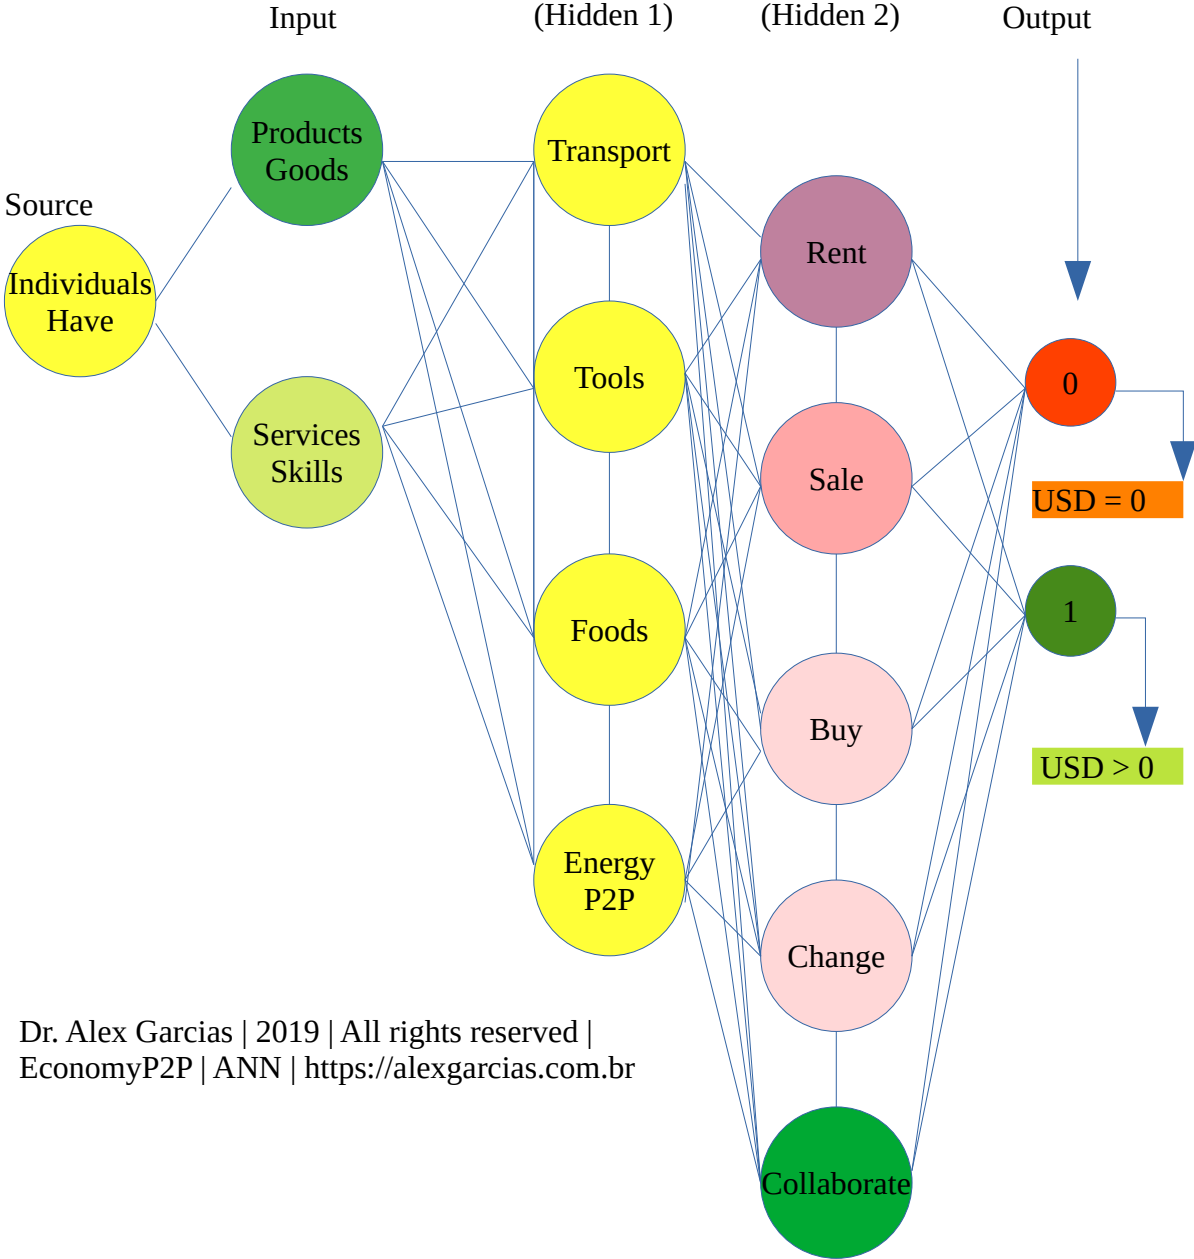 Input
(Hidden 1)
(Hidden 2)
Output
Source
Individuals
Have
Products
Goods
Services
Skills
Transport
Tools
Foods
Energy
P2P
Rent
Sale
Buy
Change
Collaborate
0
USD = 0
1
USD > 0
Dr. Alex Garcias | 2019 | All rights reserved |
EconomyP2P | ANN | https://alexgarcias.com.br